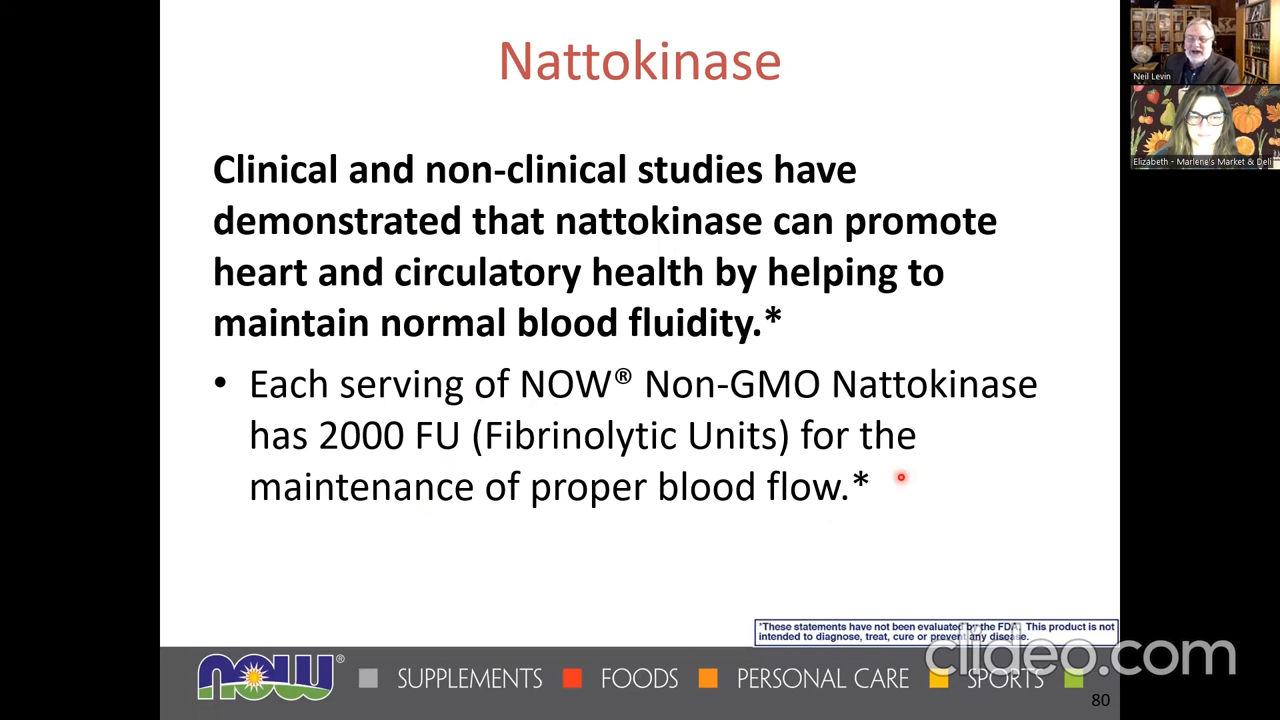 Nattokinase
Clinical and non-clinical studies have
demonstrated that nattokinase can promote
heart and circulatory health by helping to
maintain normal blood fluidity.*
• Each serving of NOW® Non-GMO Nattokinase
has 2000 FU (Fibrinolytic Units) for the
maintenance of proper blood flow.*
*These statements have not been evaluated by the FDA. This product is not
intended to diagnose, treat, cure or prevent any disease.
NOW® SUPPLEMENTS FOODS PERSONAL CARE SPORTS
80
clideo.com
Neil Levin
Elizabeth - Marlene's Market & Deli